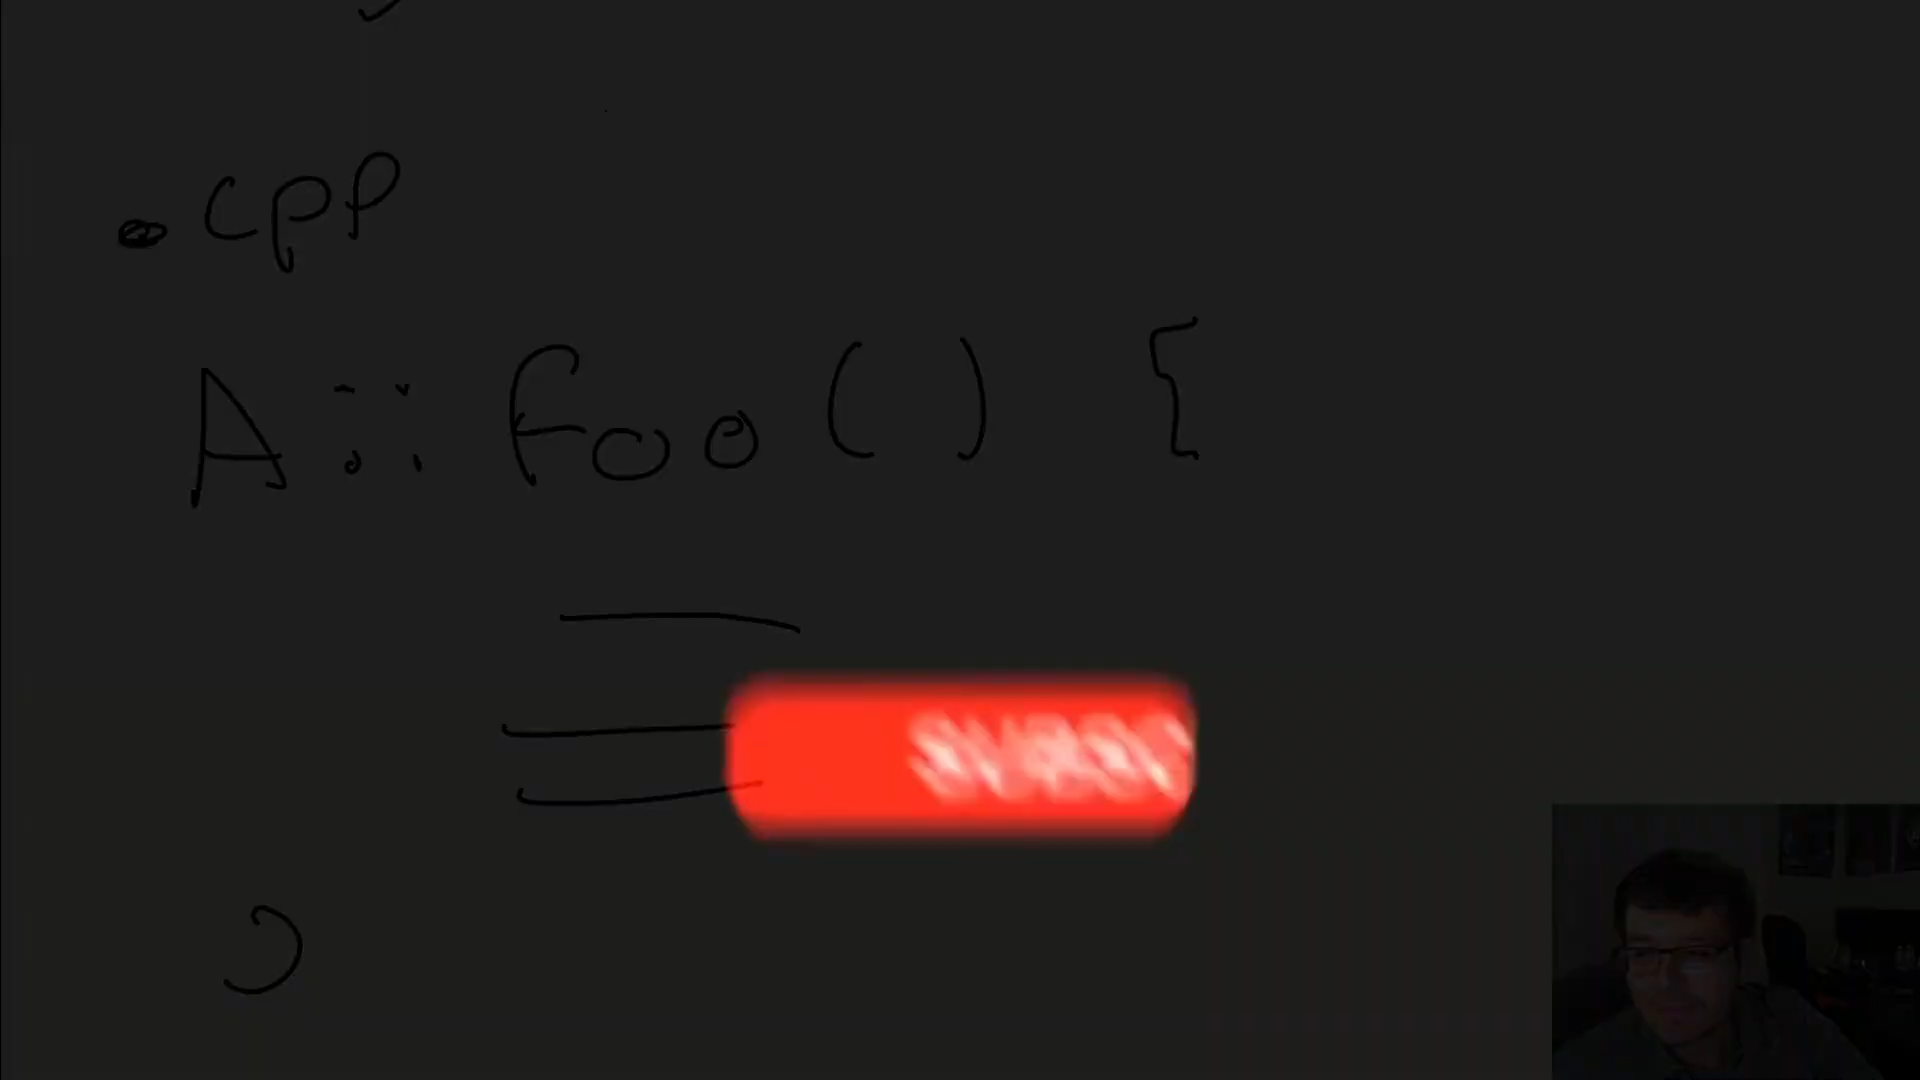 .cpp
A::foo() {
}